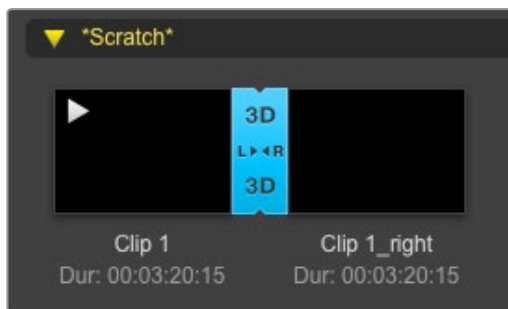 *Scratch*
3D
L R
3D
Clip 1 Clip 1_right
Dur: 00:03:20:15 Dur: 00:03:20:15